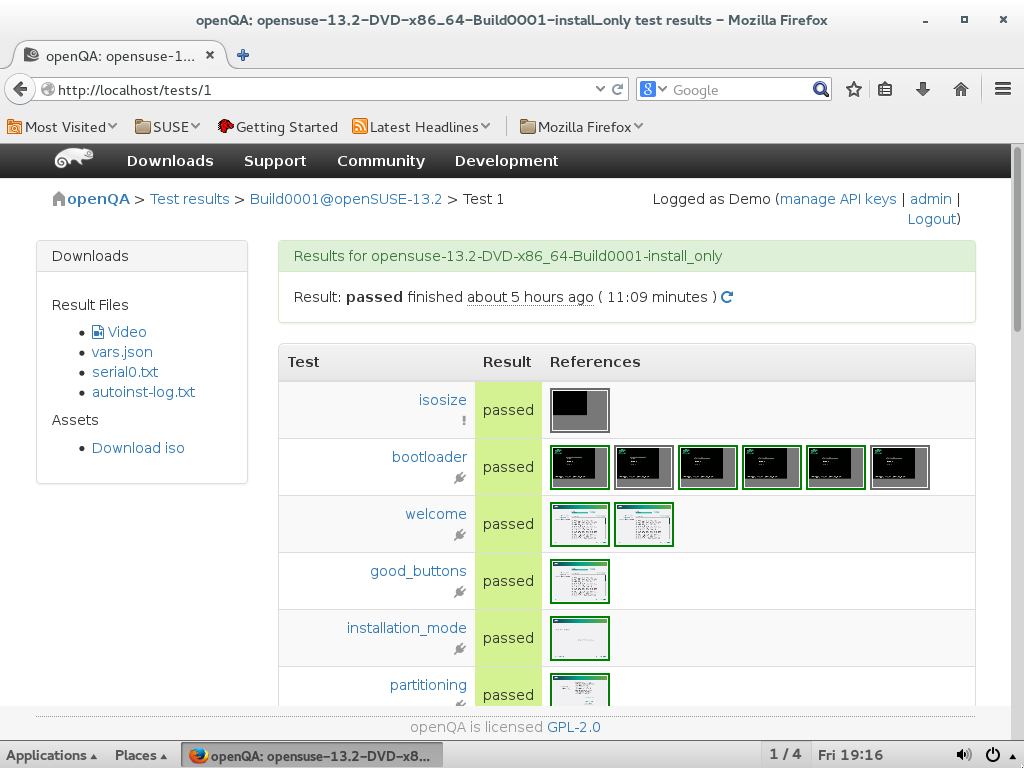 openQA: opensuse-13.2-DVD-x86_64-Build0001-install_only test results – Mozilla Firefox
openQA: opensuse-1...
http://localhost/tests/1
Google
Most Visited
SUSE
Getting Started
Latest Headlines
Mozilla Firefox
Downloads Support Community Development
openQA > Test results > Build0001@openSUSE-13.2 > Test 1
Logged as Demo (manage API keys | admin |
Logout)
Downloads
Result Files
Video
vars.json
serial0.txt
autoinst-log.txt
Assets
Download iso
Results for opensuse-13.2-DVD-x86_64-Build0001-install_only
Result: passed finished about 5 hours ago ( 11:09 minutes )
Test Result References
isosize passed
bootloader passed
welcome passed
good_buttons passed
installation_mode passed
partitioning passed
openQA is licensed GPL-2.0
Applications Places openQA: opensuse-13.2-DVD-x8... 1 / 4 Fri 19:16